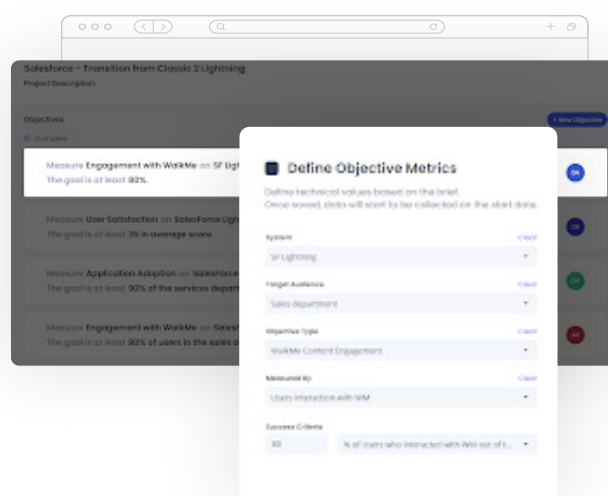 Salesforce - Transition from Classic 2 Lightning
Project Description
Objectives
+ New Objective
Complete
Measure Engagement with WalkMe on SF Ligh
The goal is at least 80%.
Measure User Satisfaction on SalesForce Ligh
The goal is at least 35 in average score.
Measure Application Adoption on Salesforce
The goal is at least 90% of the services depart
Measure Engagement with WalkMe on Salesf
The goal is at least 80% of users in the sales d
Define Objective Metrics
Define technical values based on the brief.
Once saved, data will start to be collected on the start date.
System
Clear
SF Lightning
Target Audience
Clear
Sales department
Objective Type
Clear
WalkMe Content Engagement
Measured By
Clear
Users interaction with WM
Success Criteria
80
% of Users who interacted with WM out of t...